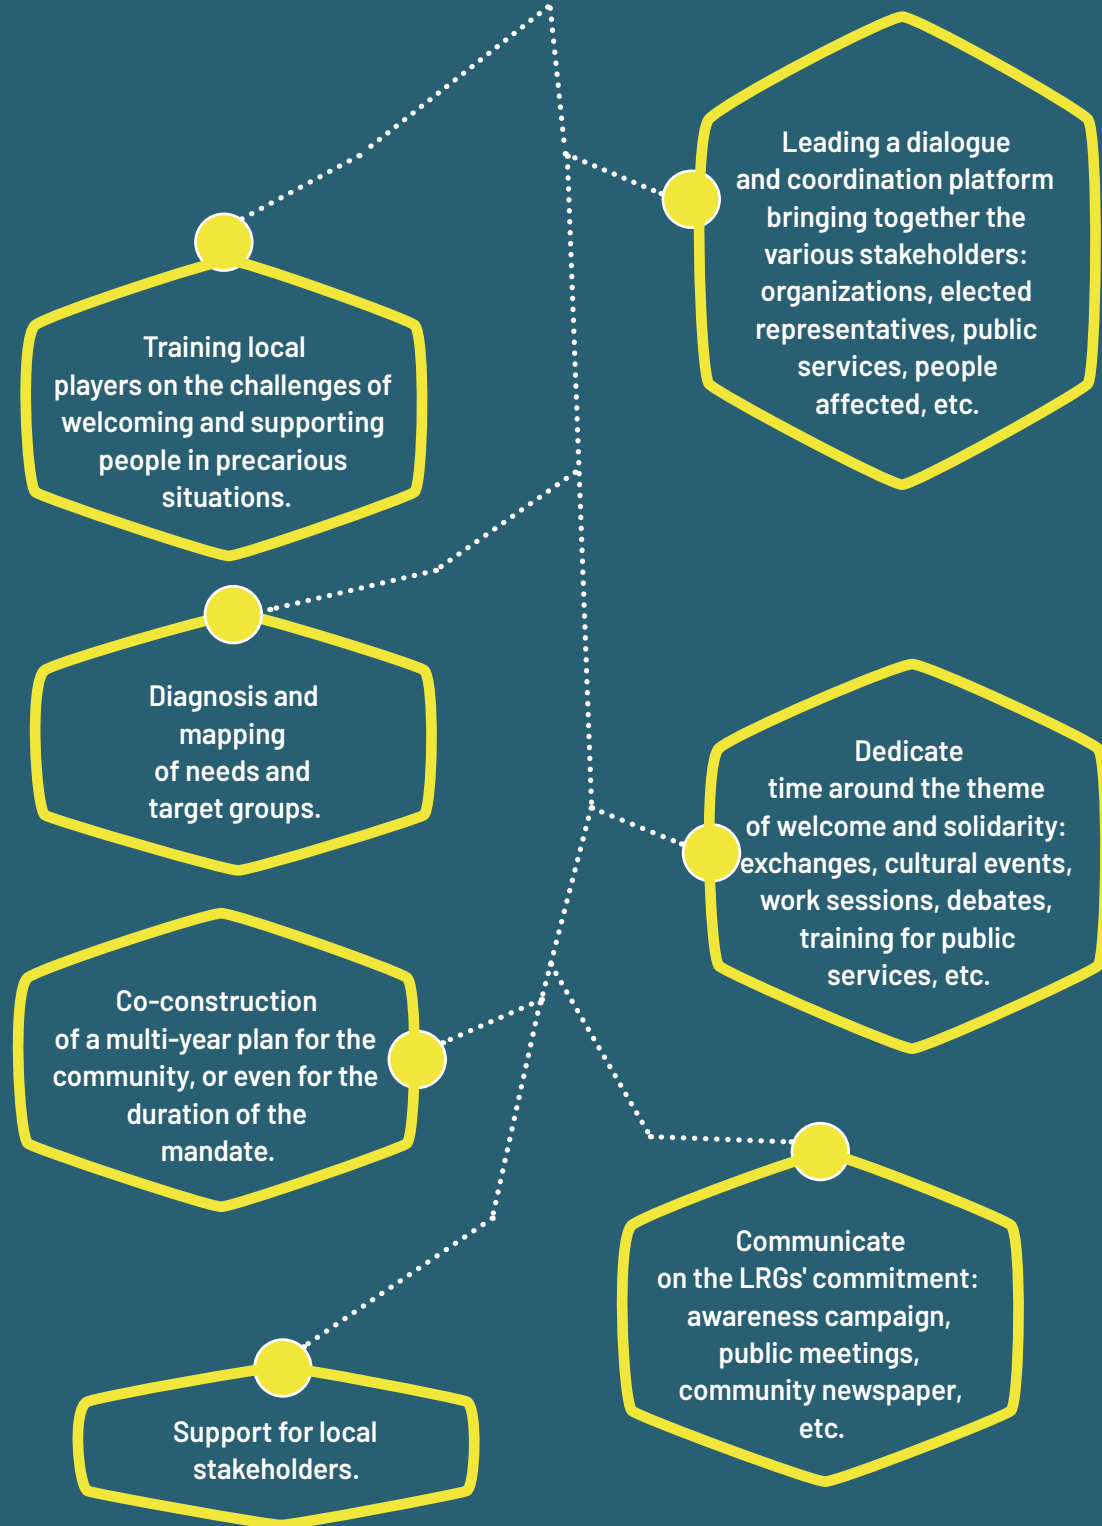 Leading a dialogue
and coordination platform
bringing together the
various stakeholders:
organizations, elected
representatives, public
services, people
affected, etc.
Training local
players on the challenges of
welcoming and supporting
people in precarious
situations.
Diagnosis and
mapping
of needs and
target groups.
Dedicate
time around the theme
of welcome and solidarity:
exchanges, cultural events,
work sessions, debates,
training for public
services, etc.
Co-construction
of a multi-year plan for the
community, or even for the
duration of the
mandate.
Communicate
on the LRGs' commitment:
awareness campaign,
public meetings,
community newspaper,
etc.
Support for local
stakeholders.